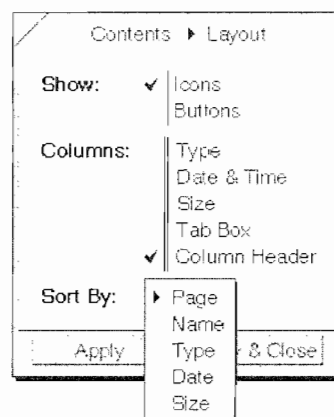 Contents ▸ Layout
Show: ✓ Icons
Buttons
Columns: Type
Date & Time
Size
Tab Box
✓ Column Header
Sort By: ▸ Page
Name
Apply Type & Close
Date
Size